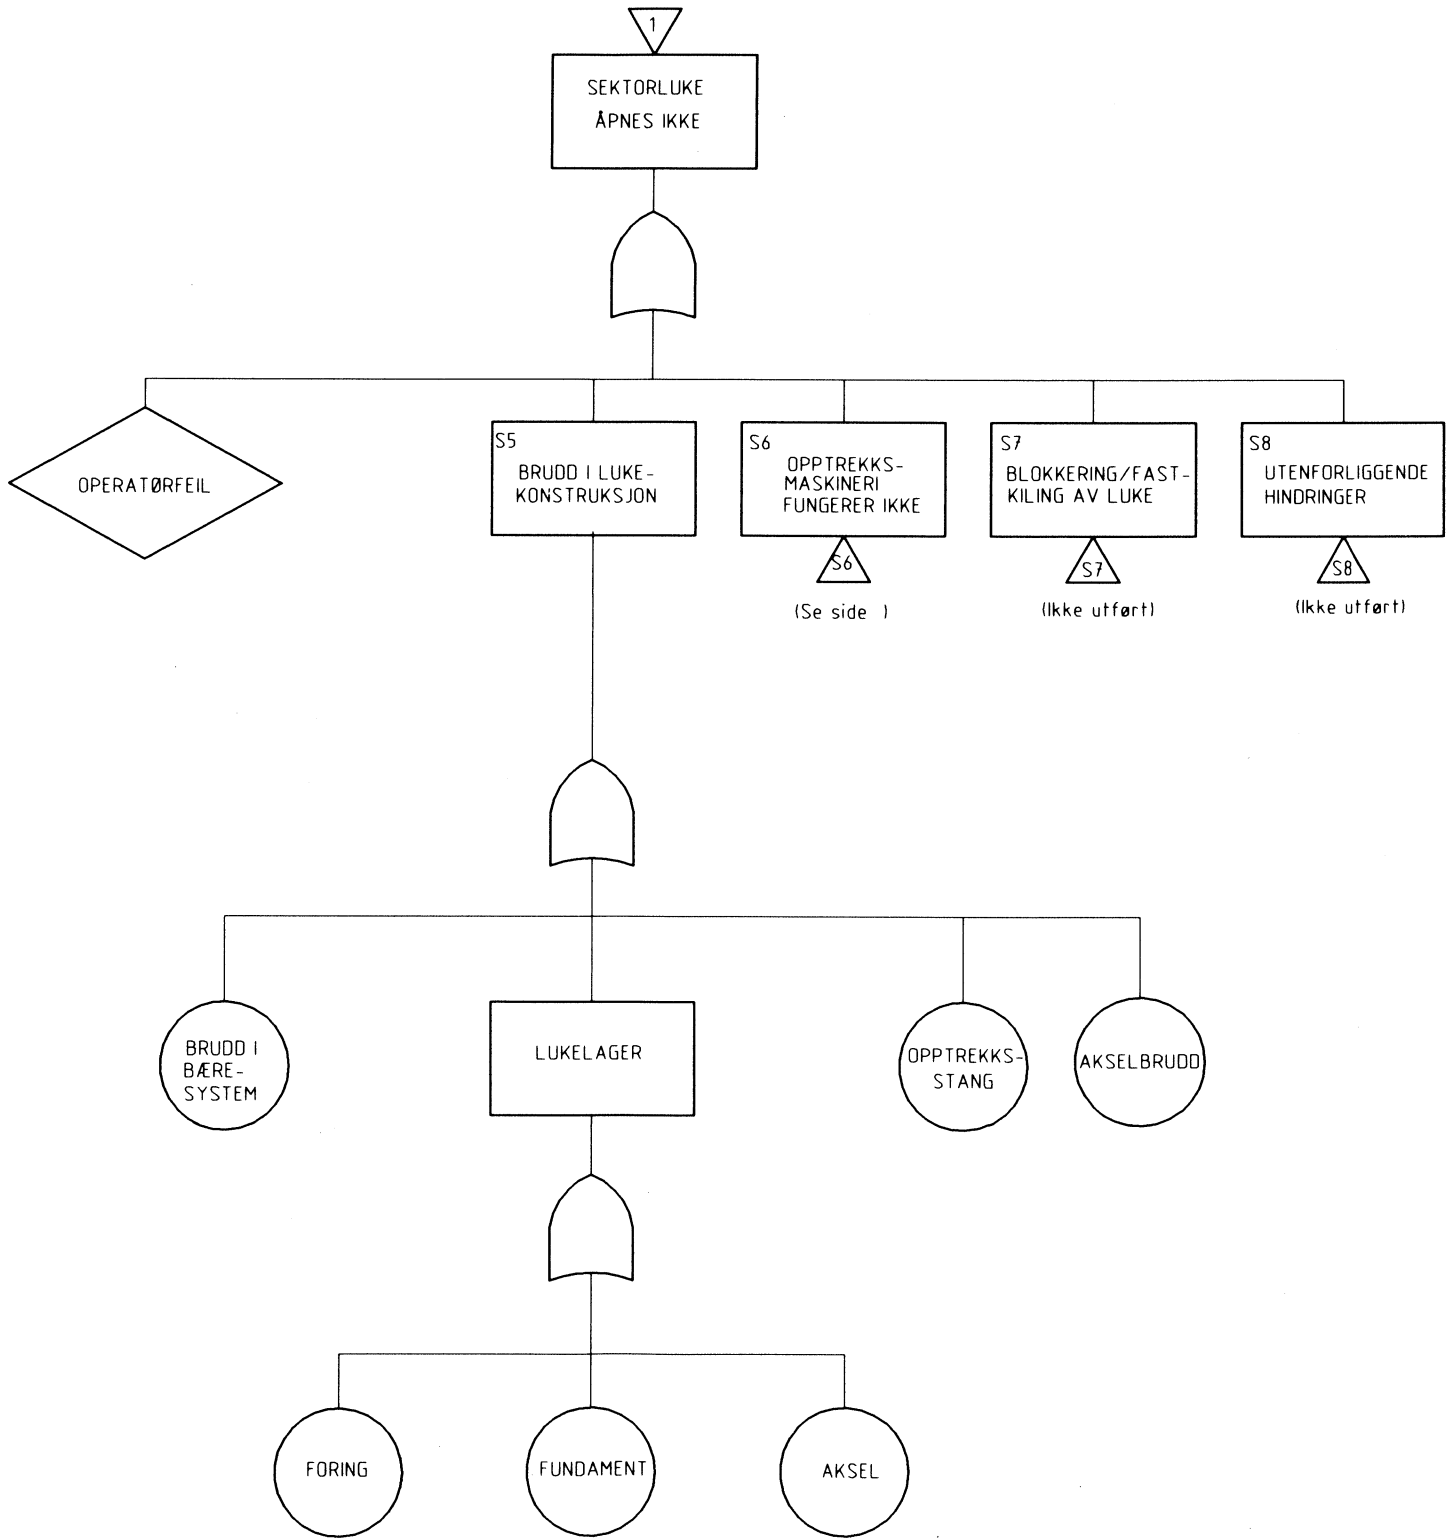 1
SEKTORLUKE
ÅPNES IKKE
OPERATØRFEIL
S5
BRUDD I LUKE-
KONSTRUKSJON
S6
OPPTREKKS-
MASKINERI
FUNGERER IKKE
S7
BLOKKERING/FAST-
KILING AV LUKE
S8
UTENFORLIGGENDE
HINDRINGER
S6
S7
S8
(Se side )
(Ikke utført)
(Ikke utført)
BRUDD I
BÆRE-
SYSTEM
LUKELAGER
OPPTREKKS-
STANG
AKSELBRUDD
FORING
FUNDAMENT
AKSEL